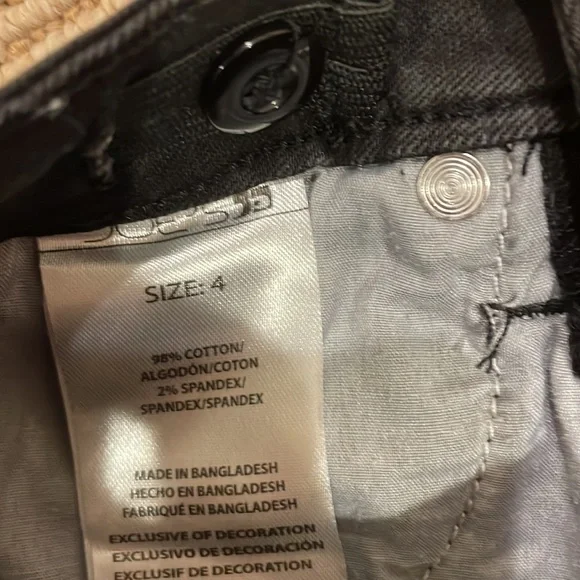 JOE'S
SIZE: 4
98% COTTON/
ALGODÓN/COTON
2% SPANDEX/
SPANDEX/SPANDEX
MADE IN BANGLADESH
HECHO EN BANGLADESH
FABRIQUÉ EN BANGLADESH
EXCLUSIVE OF DECORATION
EXCLUSIVO DE DECORACIÓN
EXCLUSIF DE DECORATION